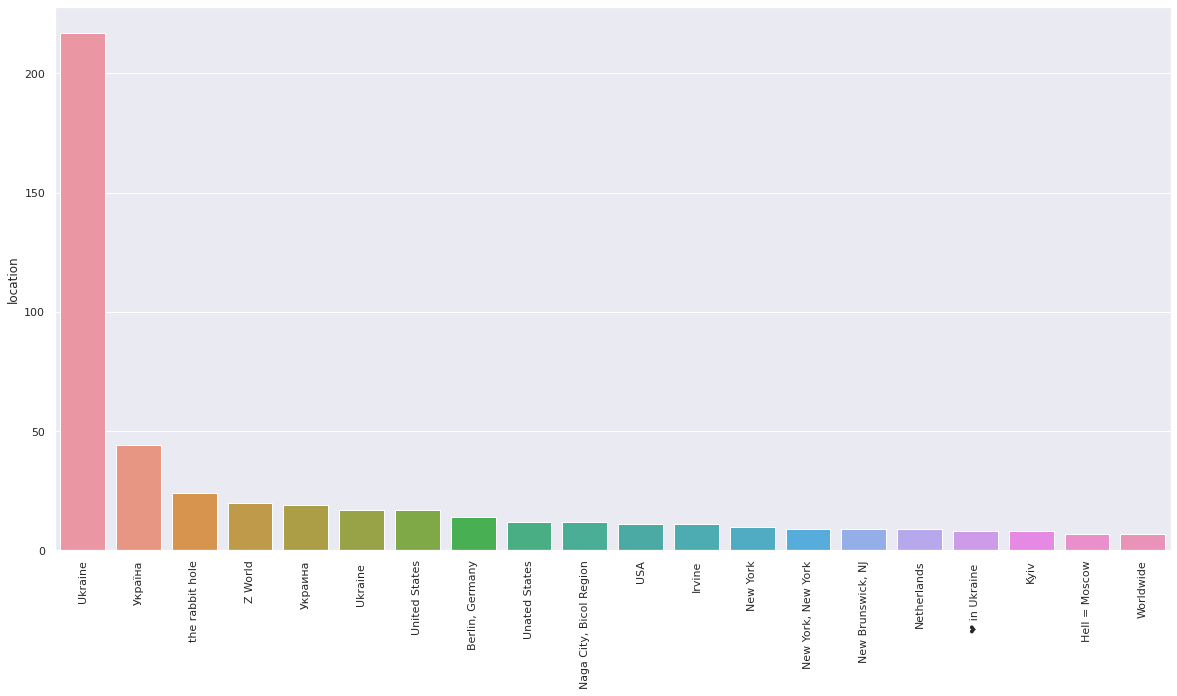 location
200
150
100
50
0
Ukraine
Україна
the rabbit hole
Z World
Украина
Ukraine
United States
Berlin, Germany
Unated States
Naga City, Bicol Region
USA
Irvine
New York
New York, New York
New Brunswick, NJ
Netherlands
❤ in Ukraine
Kyiv
Hell = Moscow
Worldwide